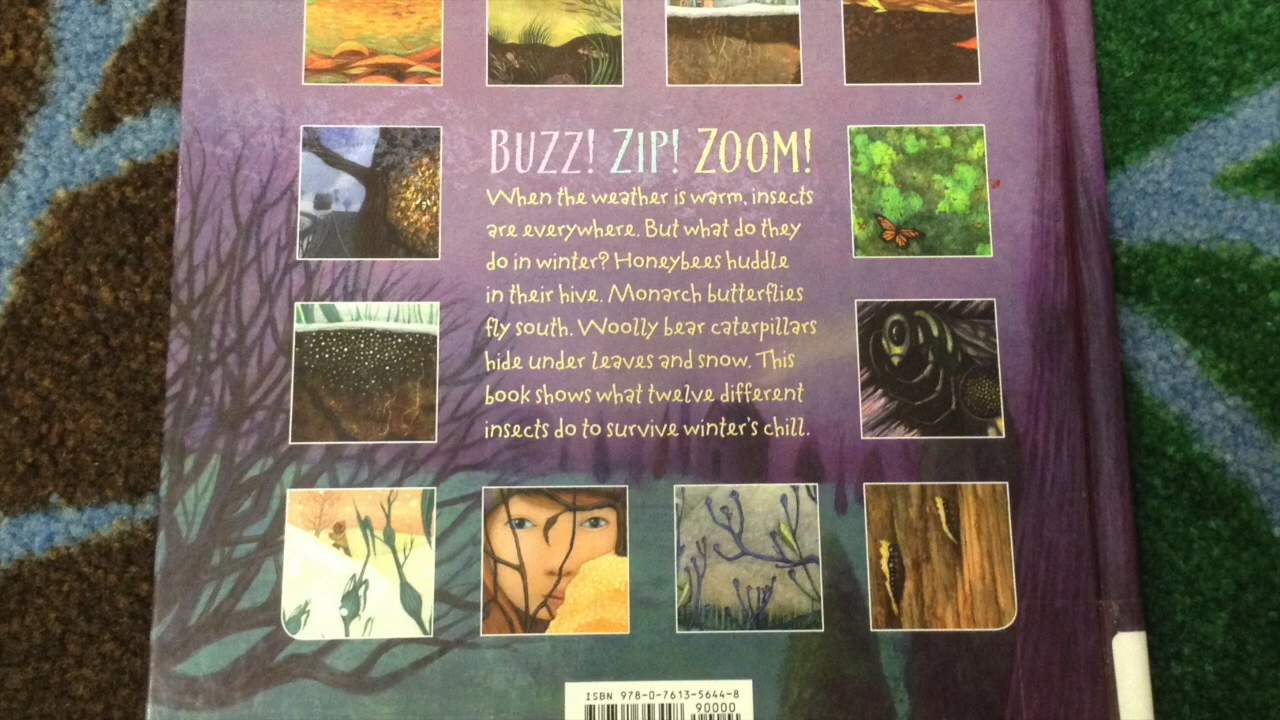 BUZZ! ZIP! ZOOM!
When the weather is warm, insects
are everywhere. But what do they
do in winter? Honeybees huddle
in their hive. Monarch butterflies
fly south. Woolly bear caterpillars
hide under leaves and snow. This
book shows what twelve different
insects do to survive winter's chill.
ISBN 978-0-7613-5644-8
90000